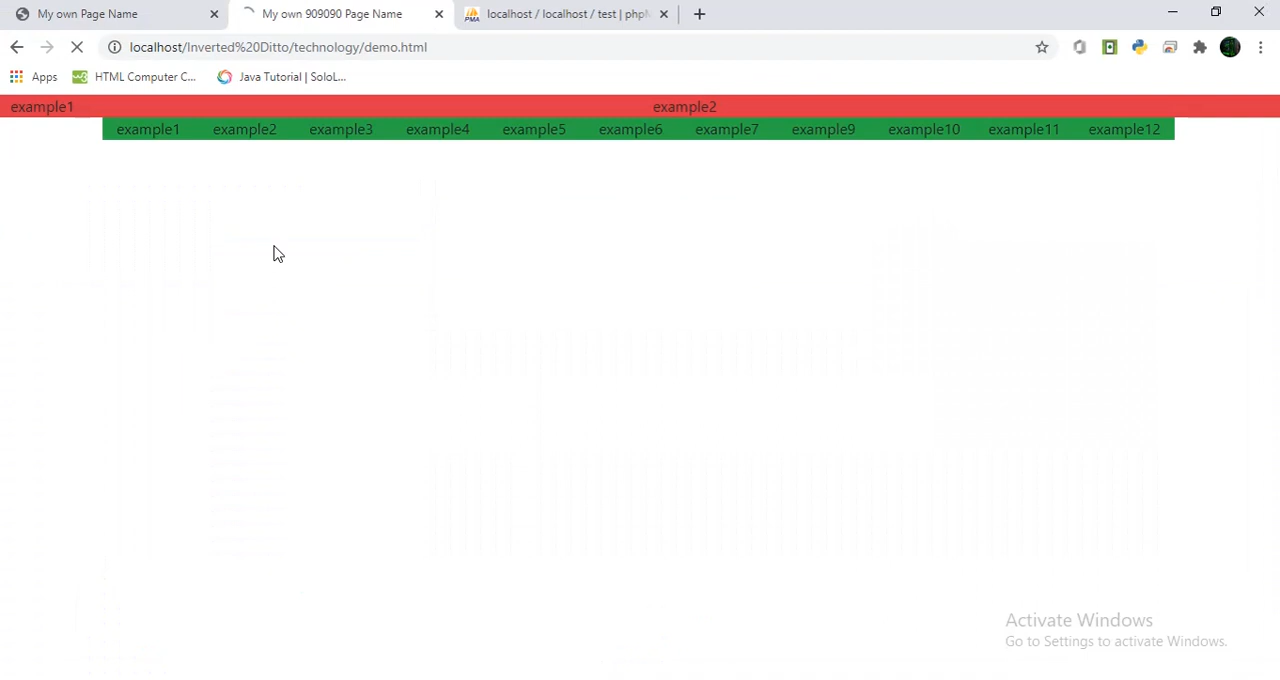 My own Page Name
My own 909090 Page Name
localhost / localhost / test | php
localhost/Inverted%20Ditto/technology/demo.html
Apps
HTML Computer C...
Java Tutorial | SoloL...
example1 example2
example1 example2 example3 example4 example5 example6 example7 example9 example10 example11 example12
Activate Windows
Go to Settings to activate Windows.